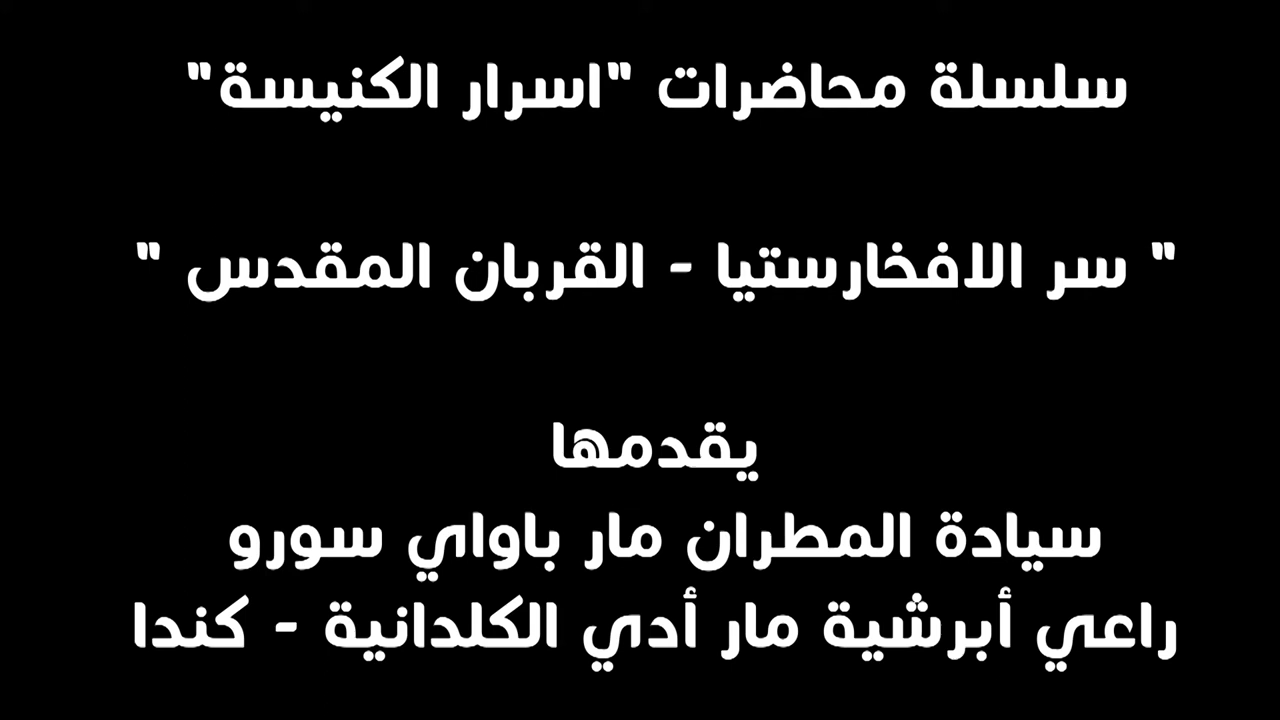 سلسلة محاضرات "اسرار الكنيسة"
" سر الافخارستيا - القربان المقدس "
يقدمها
سيادة المطران مار باواي سورو
راعي أبرشية مار أدي الكلدانية - كندا